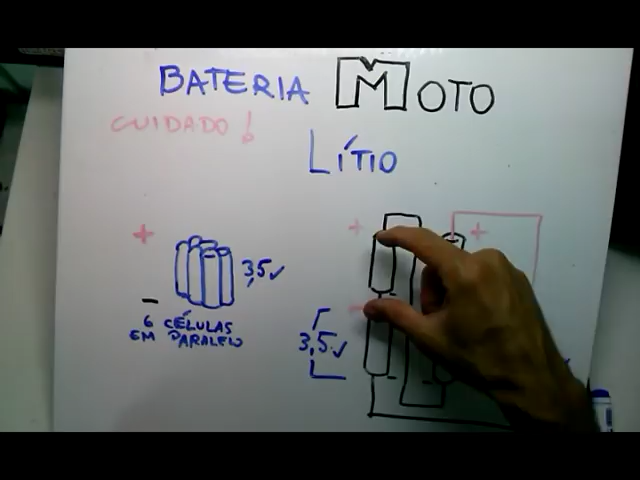 BATERIA MOTO
CUIDADO!
LÍTIO
+
+
+
3,5V
-
6 CÉLULAS
EM PARALELO
+
3,5V